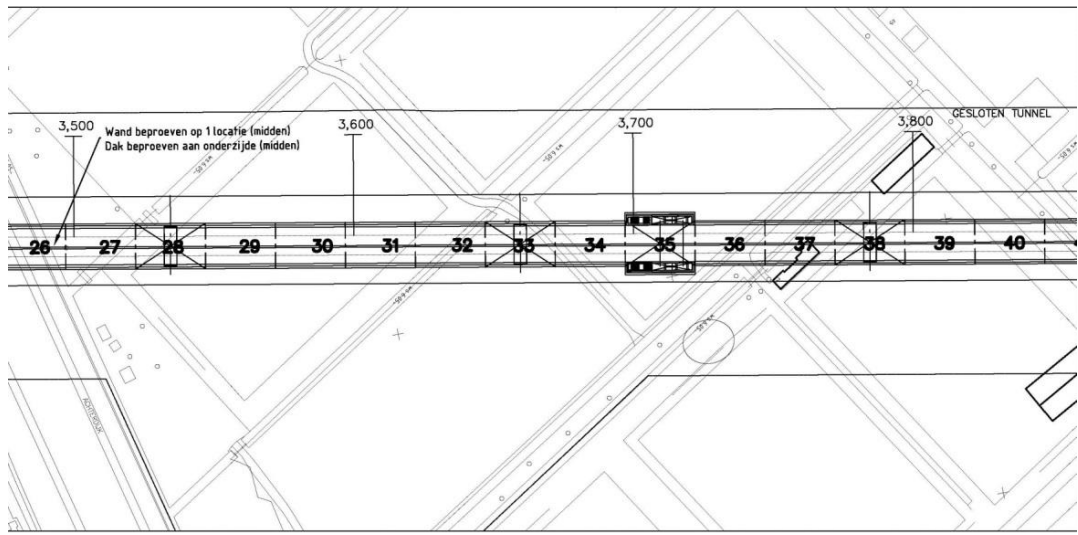 GESLOTEN TUNNEL
3,500
3,600
3,700
3,800
Wand beproeven op 1 locatie (midden)
Dak beproeven aan onderzijde (midden)
26 27 28 29 30 31 32 33 34 35 36 37 38 39 40
ACHTERDIJK